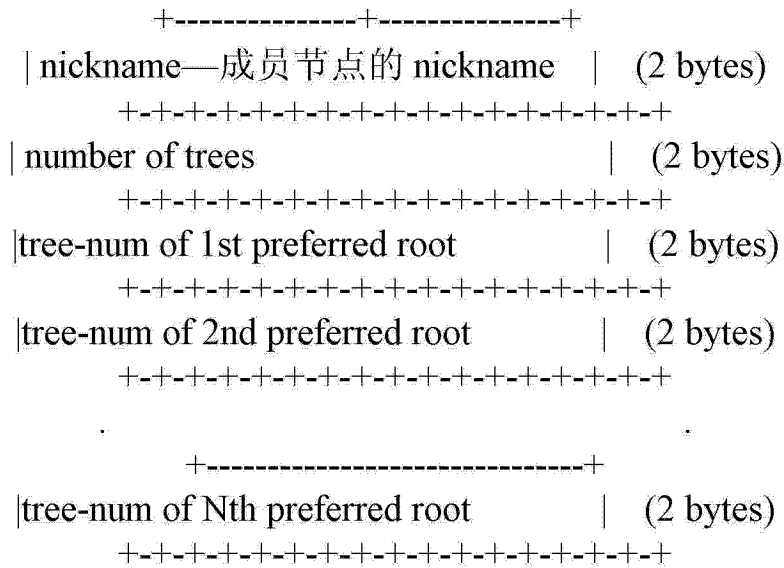 +---------------+---------------+
| nickname—成员节点的 nickname | (2 bytes)
+-+-+-+-+-+-+-+-+-+-+-+-+-+-+-+-+
| number of trees | (2 bytes)
+-+-+-+-+-+-+-+-+-+-+-+-+-+-+-+-+
|tree-num of 1st preferred root | (2 bytes)
+-+-+-+-+-+-+-+-+-+-+-+-+-+-+-+-+
|tree-num of 2nd preferred root | (2 bytes)
+-+-+-+-+-+-+-+-+-+-+-+-+-+-+-+-+
. .
+-------------------------------+
|tree-num of Nth preferred root | (2 bytes)
+-+-+-+-+-+-+-+-+-+-+-+-+-+-+-+-+